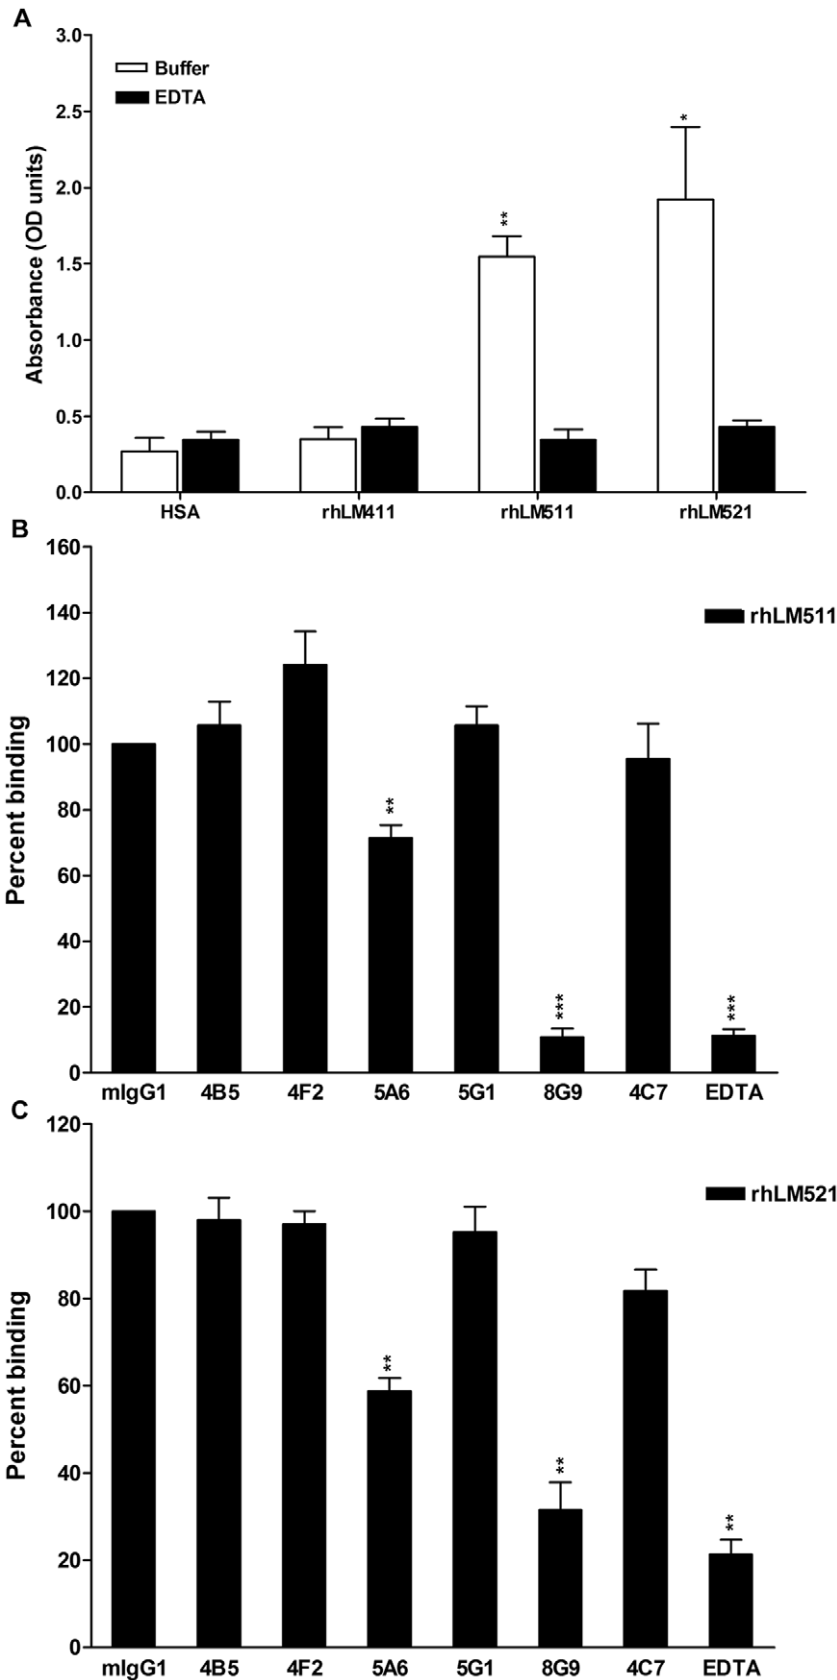 A
3.0
Buffer
EDTA
2.5
2.0
1.5
1.0
0.5
0.0
Absorbance (OD units)
**
*
HSA rhLM411 rhLM511 rhLM521
B
160
140
120
100
80
60
40
20
0
Percent binding
rhLM511
**
***
***
mIgG1 4B5 4F2 5A6 5G1 8G9 4C7 EDTA
C
120
100
80
60
40
20
0
Percent binding
rhLM521
**
**
**
mIgG1 4B5 4F2 5A6 5G1 8G9 4C7 EDTA